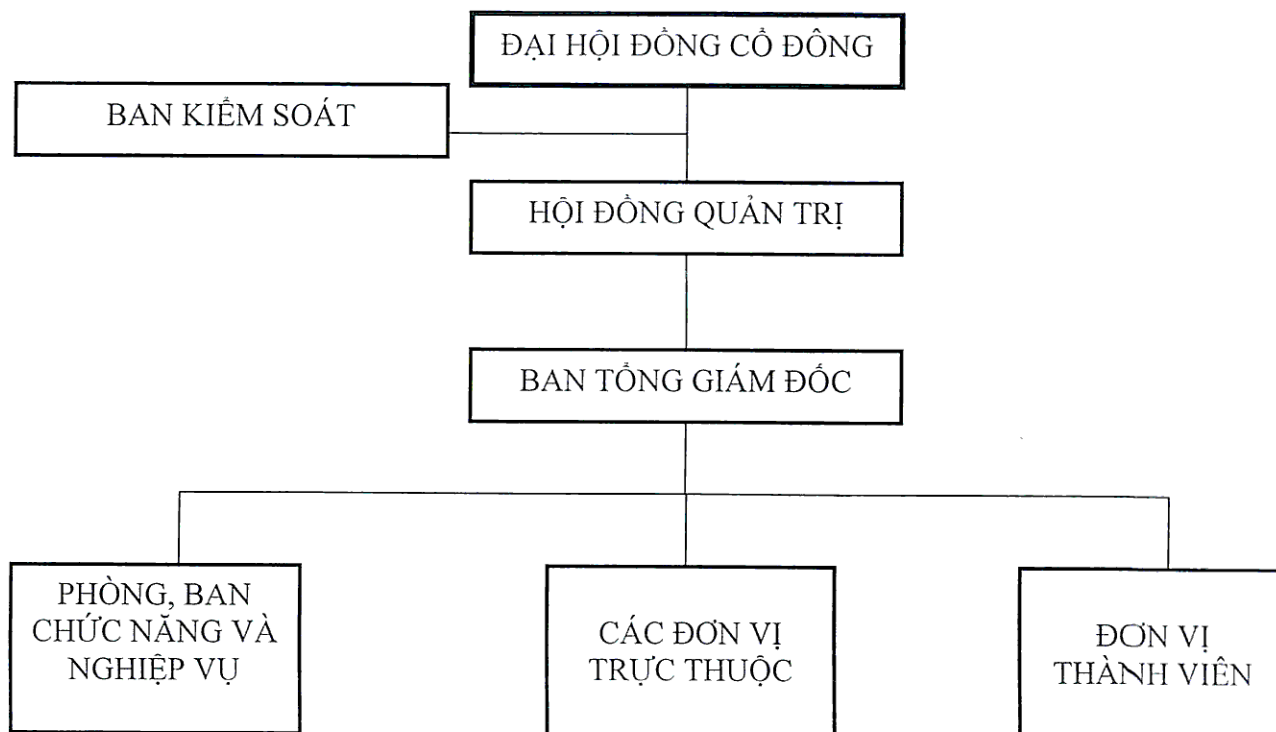 ĐẠI HỘI ĐỒNG CỔ ĐÔNG
BAN KIỂM SOÁT
HỘI ĐỒNG QUẢN TRỊ
BAN TỔNG GIÁM ĐỐC
PHÒNG, BAN
CHỨC NĂNG VÀ
NGHIỆP VỤ
CÁC ĐƠN VỊ
TRỰC THUỘC
ĐƠN VỊ
THÀNH VIÊN